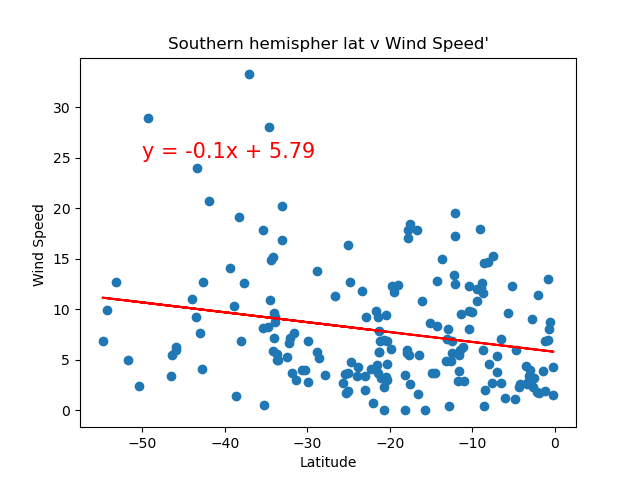 Southern hemispher lat v Wind Speed'
30
y = -0.1x + 5.79
25
20
15
10
5
0
Wind Speed
−50 −40 −30 −20 −10 0
Latitude